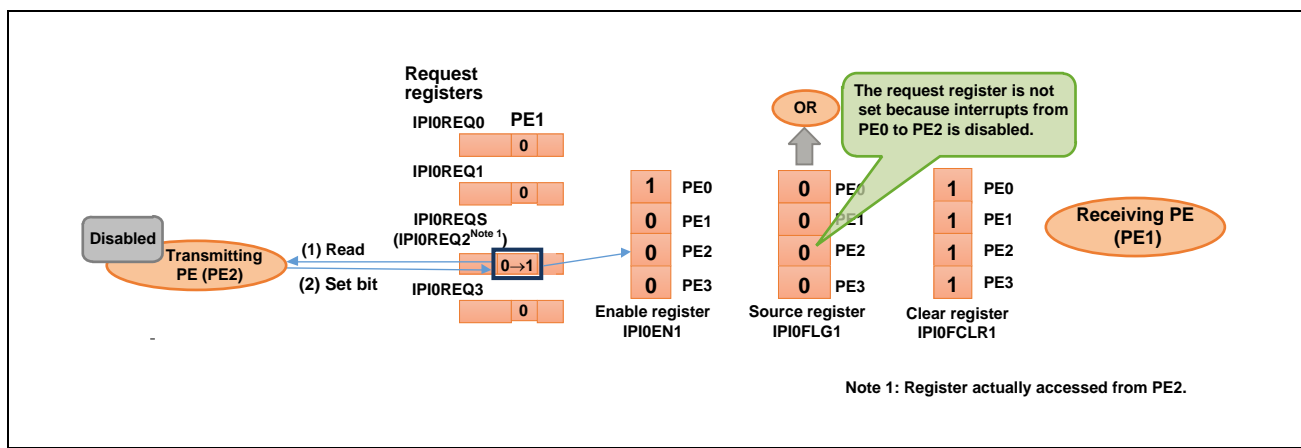 Request
registers
IPI0REQ0 PE1
0
IPI0REQ1
0
IPI0REQS
(IPI0REQ2Note 1)
0→1
IPI0REQ3
0
Disabled
Transmitting
PE (PE2)
(1) Read
(2) Set bit
1 PE0
0 PE1
0 PE2
0 PE3
Enable register
IPI0EN1
OR
The request register is not
set because interrupts from
PE0 to PE2 is disabled.
0 PE0
0 PE1
0 PE2
0 PE3
Source register
IPI0FLG1
1 PE0
1 PE1
1 PE2
1 PE3
Clear register
IPI0FCLR1
Receiving PE
(PE1)
Note 1: Register actually accessed from PE2.